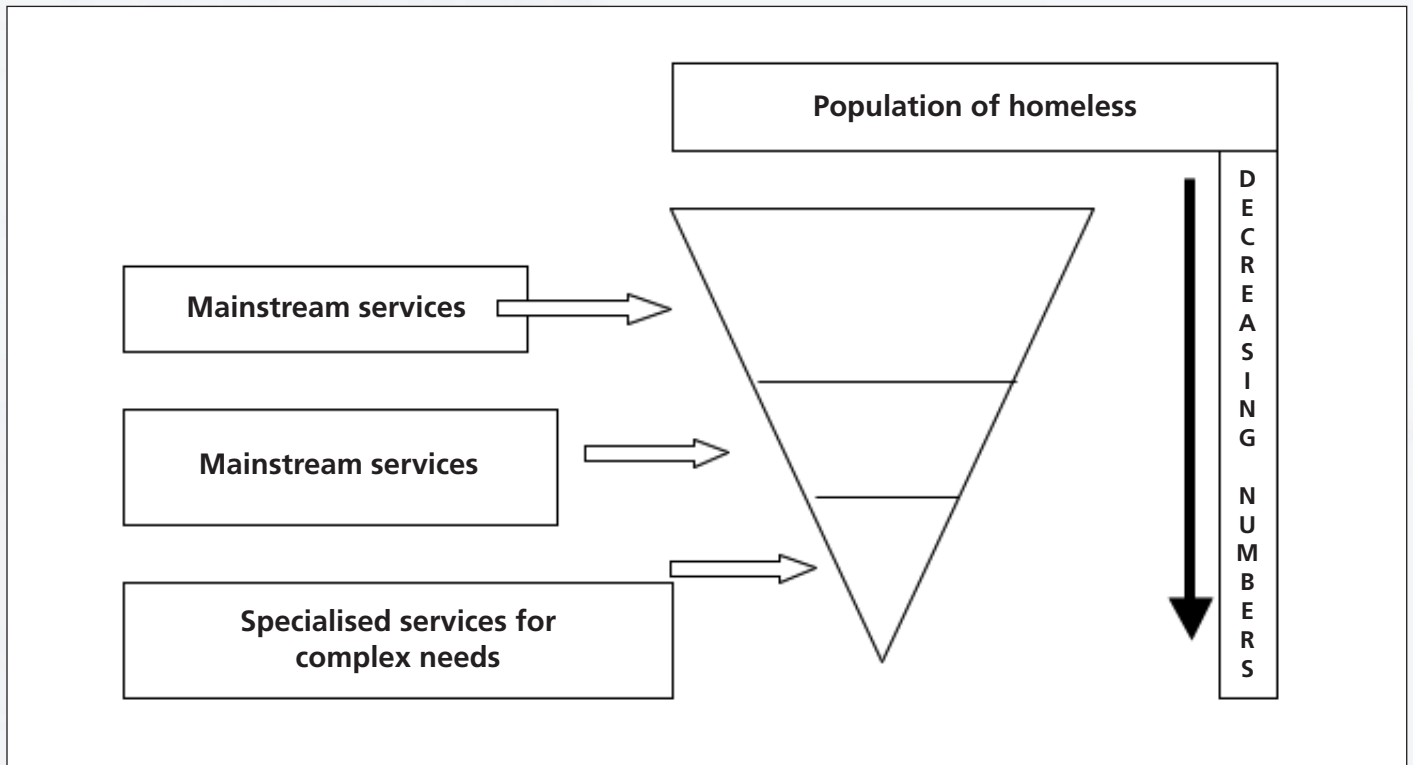 Population of homeless
Mainstream services
Mainstream services
Specialised services for
complex needs
D
E
C
R
E
A
S
I
N
G
N
U
M
B
E
R
S